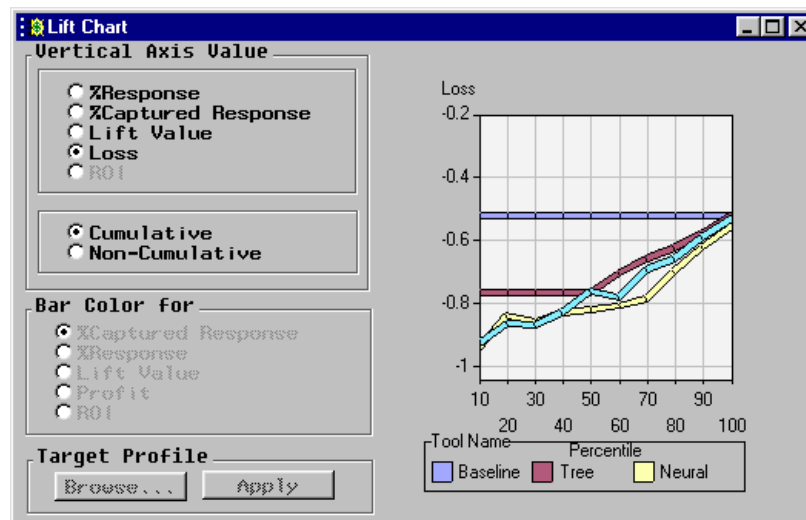 Lift Chart
Vertical Axis Value
%Response
%Captured Response
Lift Value
Loss
ROI
Cumulative
Non-Cumulative
Bar Color for
%Captured Response
%Response
Lift Value
Profit
ROI
Target Profile
Browse... Apply
Loss
-0.2
-0.4
-0.6
-0.8
-1
10 30 50 70 90
20 40 60 80 100
Tool Name Percentile
Baseline Tree Neural